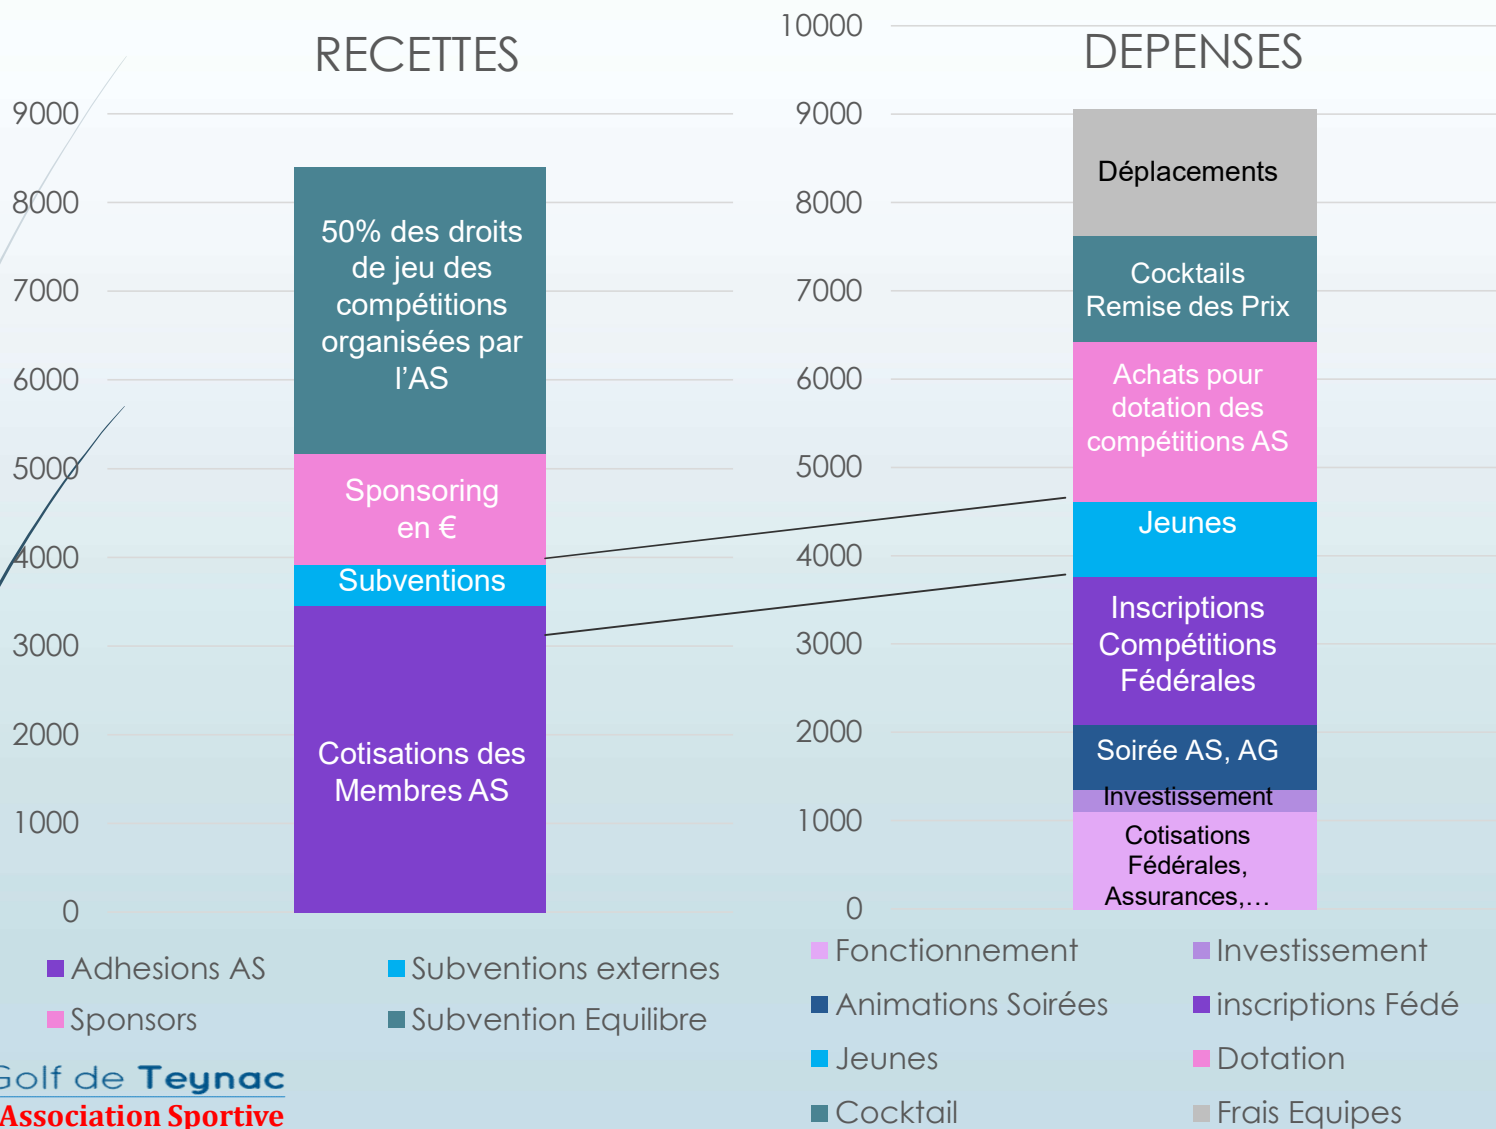 RECETTES
9000
8000
7000
6000
5000
4000
3000
2000
1000
0
50% des droits
de jeu des
compétitions
organisées par
l'AS
Sponsoring
en €
Subventions
Cotisations des
Membres AS
Adhesions AS
Subventions externes
Sponsors
Subvention Equilibre
DEPENSES
10000
9000
8000
7000
6000
5000
4000
3000
2000
1000
0
Déplacements
Cocktails
Remise des Prix
Achats pour
dotation des
compétitions AS
Jeunes
Inscriptions
Compétitions
Fédérales
Soirée AS, AG
Investissement
Cotisations
Fédérales,
Assurances,…
Fonctionnement
Investissement
Animations Soirées
inscriptions Fédé
Jeunes
Dotation
Cocktail
Frais Equipes
Golf de Teynac
Association Sportive